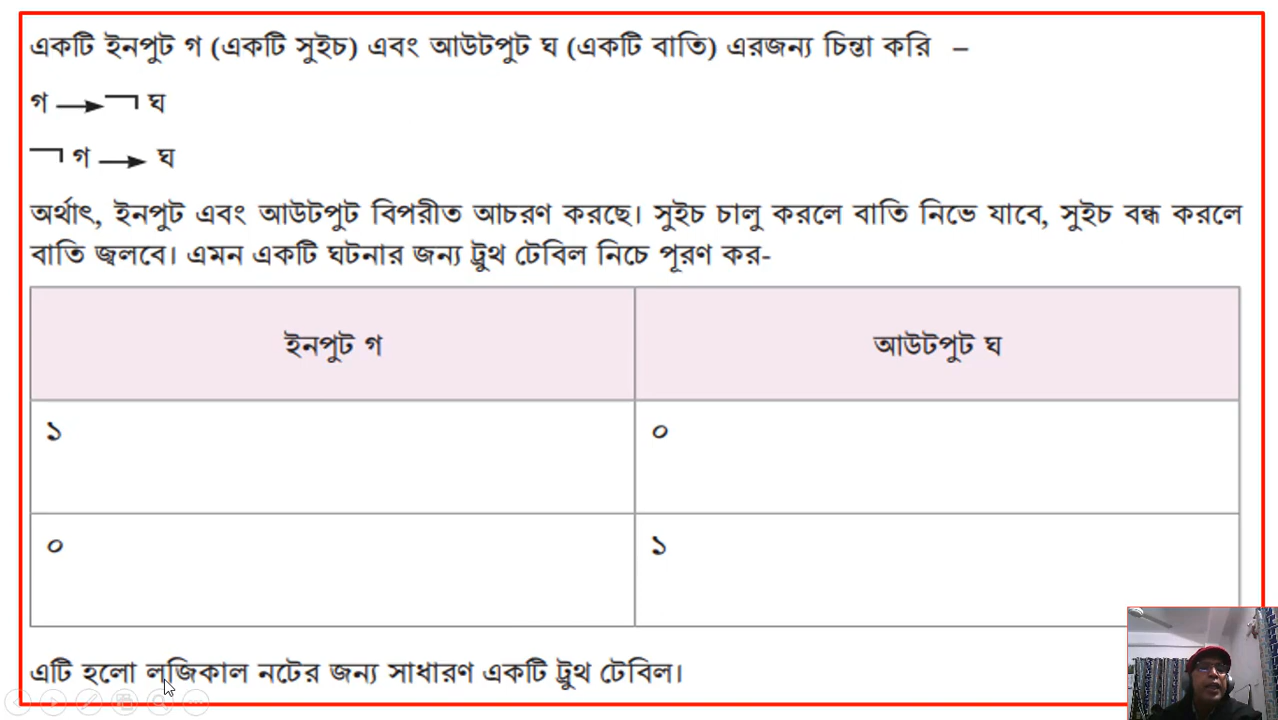 একটি ইনপুট গ (একটি সুইচ) এবং আউটপুট ঘ (একটি বাতি) এরজন্য চিন্তা করি –
গ → ¬ ঘ
¬ গ → ঘ
অর্থাৎ, ইনপুট এবং আউটপুট বিপরীত আচরণ করছে। সুইচ চালু করলে বাতি নিভে যাবে, সুইচ বন্ধ করলে
বাতি জ্বলবে। এমন একটি ঘটনার জন্য ট্রুথ টেবিল নিচে পূরণ কর-
ইনপুট গ আউটপুট ঘ
১ ০
০ ১
এটি হলো লজিকাল নটের জন্য সাধারণ একটি ট্রুথ টেবিল।